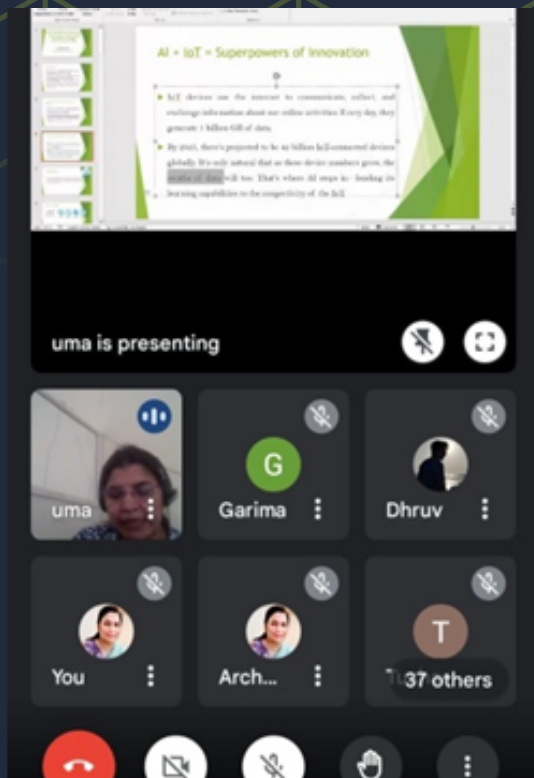 AI + IoT = Superpowers of Innovation
IoT devices use the internet to communicate, collect, and
exchange information about our online activities. Every day, they
generate 1 billion GB of data.
By 2025, there's projected to be 42 billion IoT-connected devices
globally. It's only natural that as these device numbers grow, the
swaths of data will too. That's where AI steps in - lending its
learning capabilities to the connectivity of the IoT.
uma is presenting
uma
G
Garima
Dhruv
You
Arch...
T
37 others